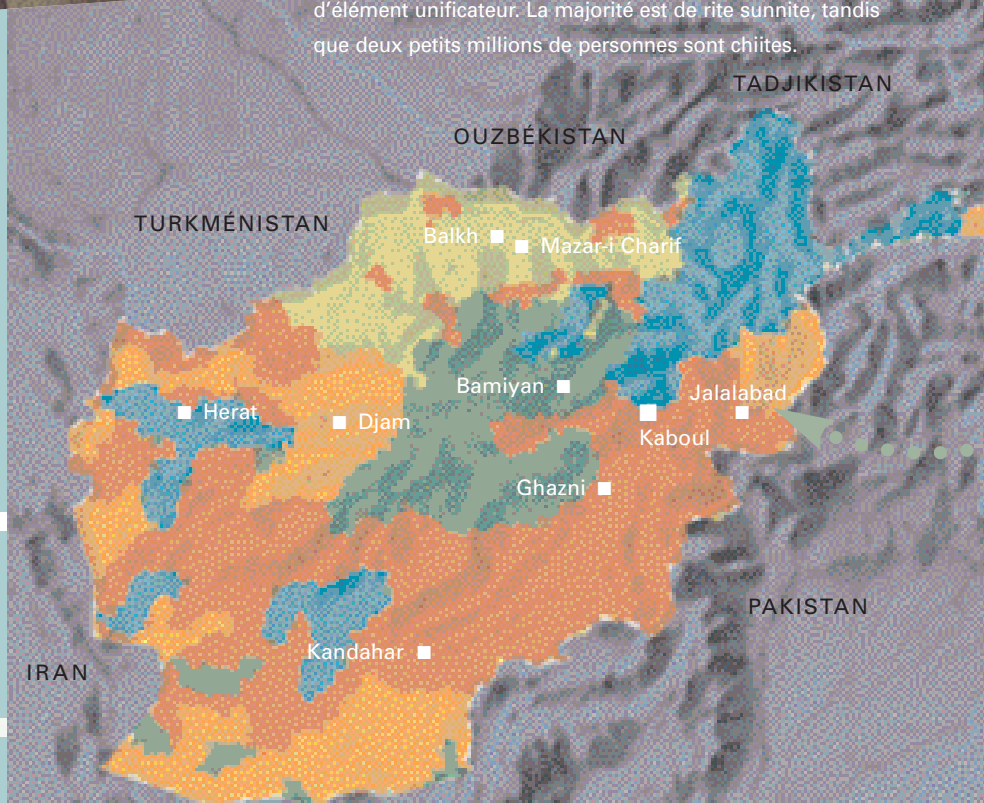 d'élément unificateur. La majorité est de rite sunnite, tandis
que deux petits millions de personnes sont chiites.
TADJIKISTAN
OUZBÉKISTAN
TURKMÉNISTAN
Balkh
Mazar-i Charif
Bamiyan
Jalalabad
Herat
Djam
Kaboul
Ghazni
PAKISTAN
Kandahar
IRAN